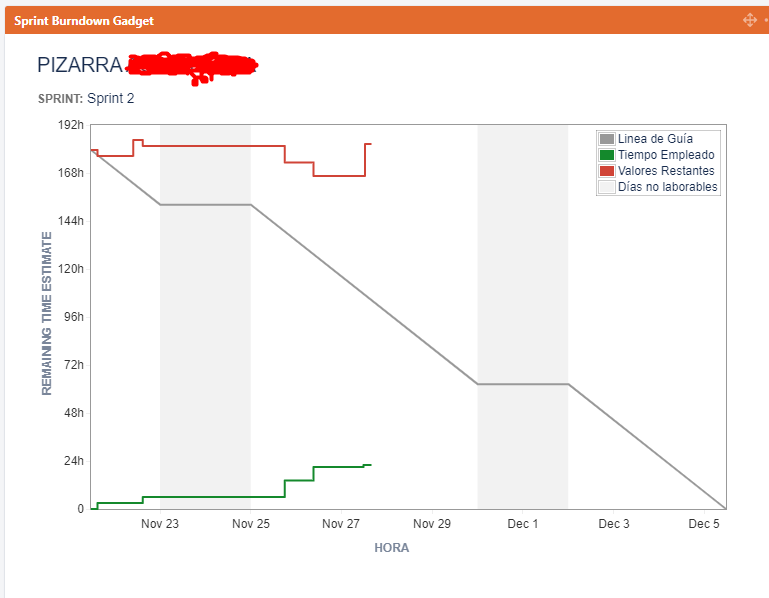 Sprint Burndown Gadget
PIZARRA
SPRINT: Sprint 2
192h
168h
144h
120h
96h
72h
48h
24h
0
REMAINING TIME ESTIMATE
Linea de Guía
Tiempo Empleado
Valores Restantes
Días no laborables
Nov 23 Nov 25 Nov 27 Nov 29 Dec 1 Dec 3 Dec 5
HORA